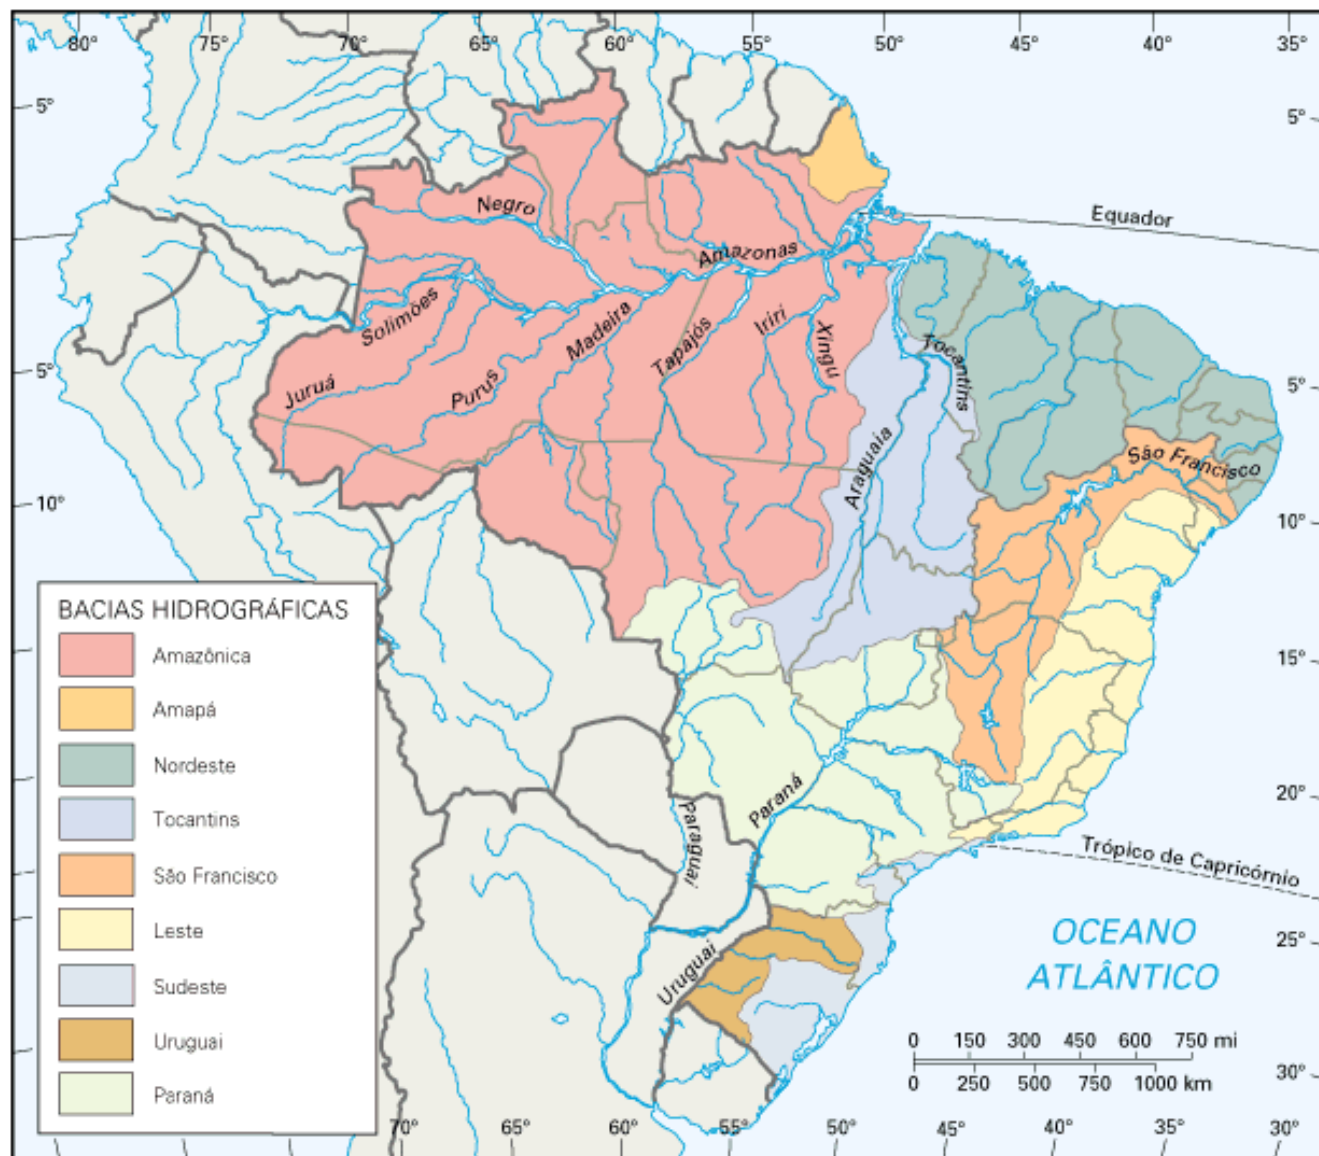 80°
75°
70°
65°
60°
55°
50°
45°
40°
35°
5°
5°
Equador
Negro
Amazonas
Solimões
Madeira
Tapajós
Iriri
Xingu
Tocantins
Juruá
Purus
5°
5°
Araguaia
São Francisco
10°
10°
BACIAS HIDROGRÁFICAS
Amazônica
Amapá
Nordeste
Tocantins
São Francisco
Leste
Sudeste
Uruguai
Paraná
15°
20°
Paraná
Paraguai
Trópico de Capricórnio
Uruguai
OCEANO
ATLÂNTICO
25°
0 150 300 450 600 750 mi
0 250 500 750 1000 km
30°
70°
65°
60°
55°
50°
45°
40°
35°
30°